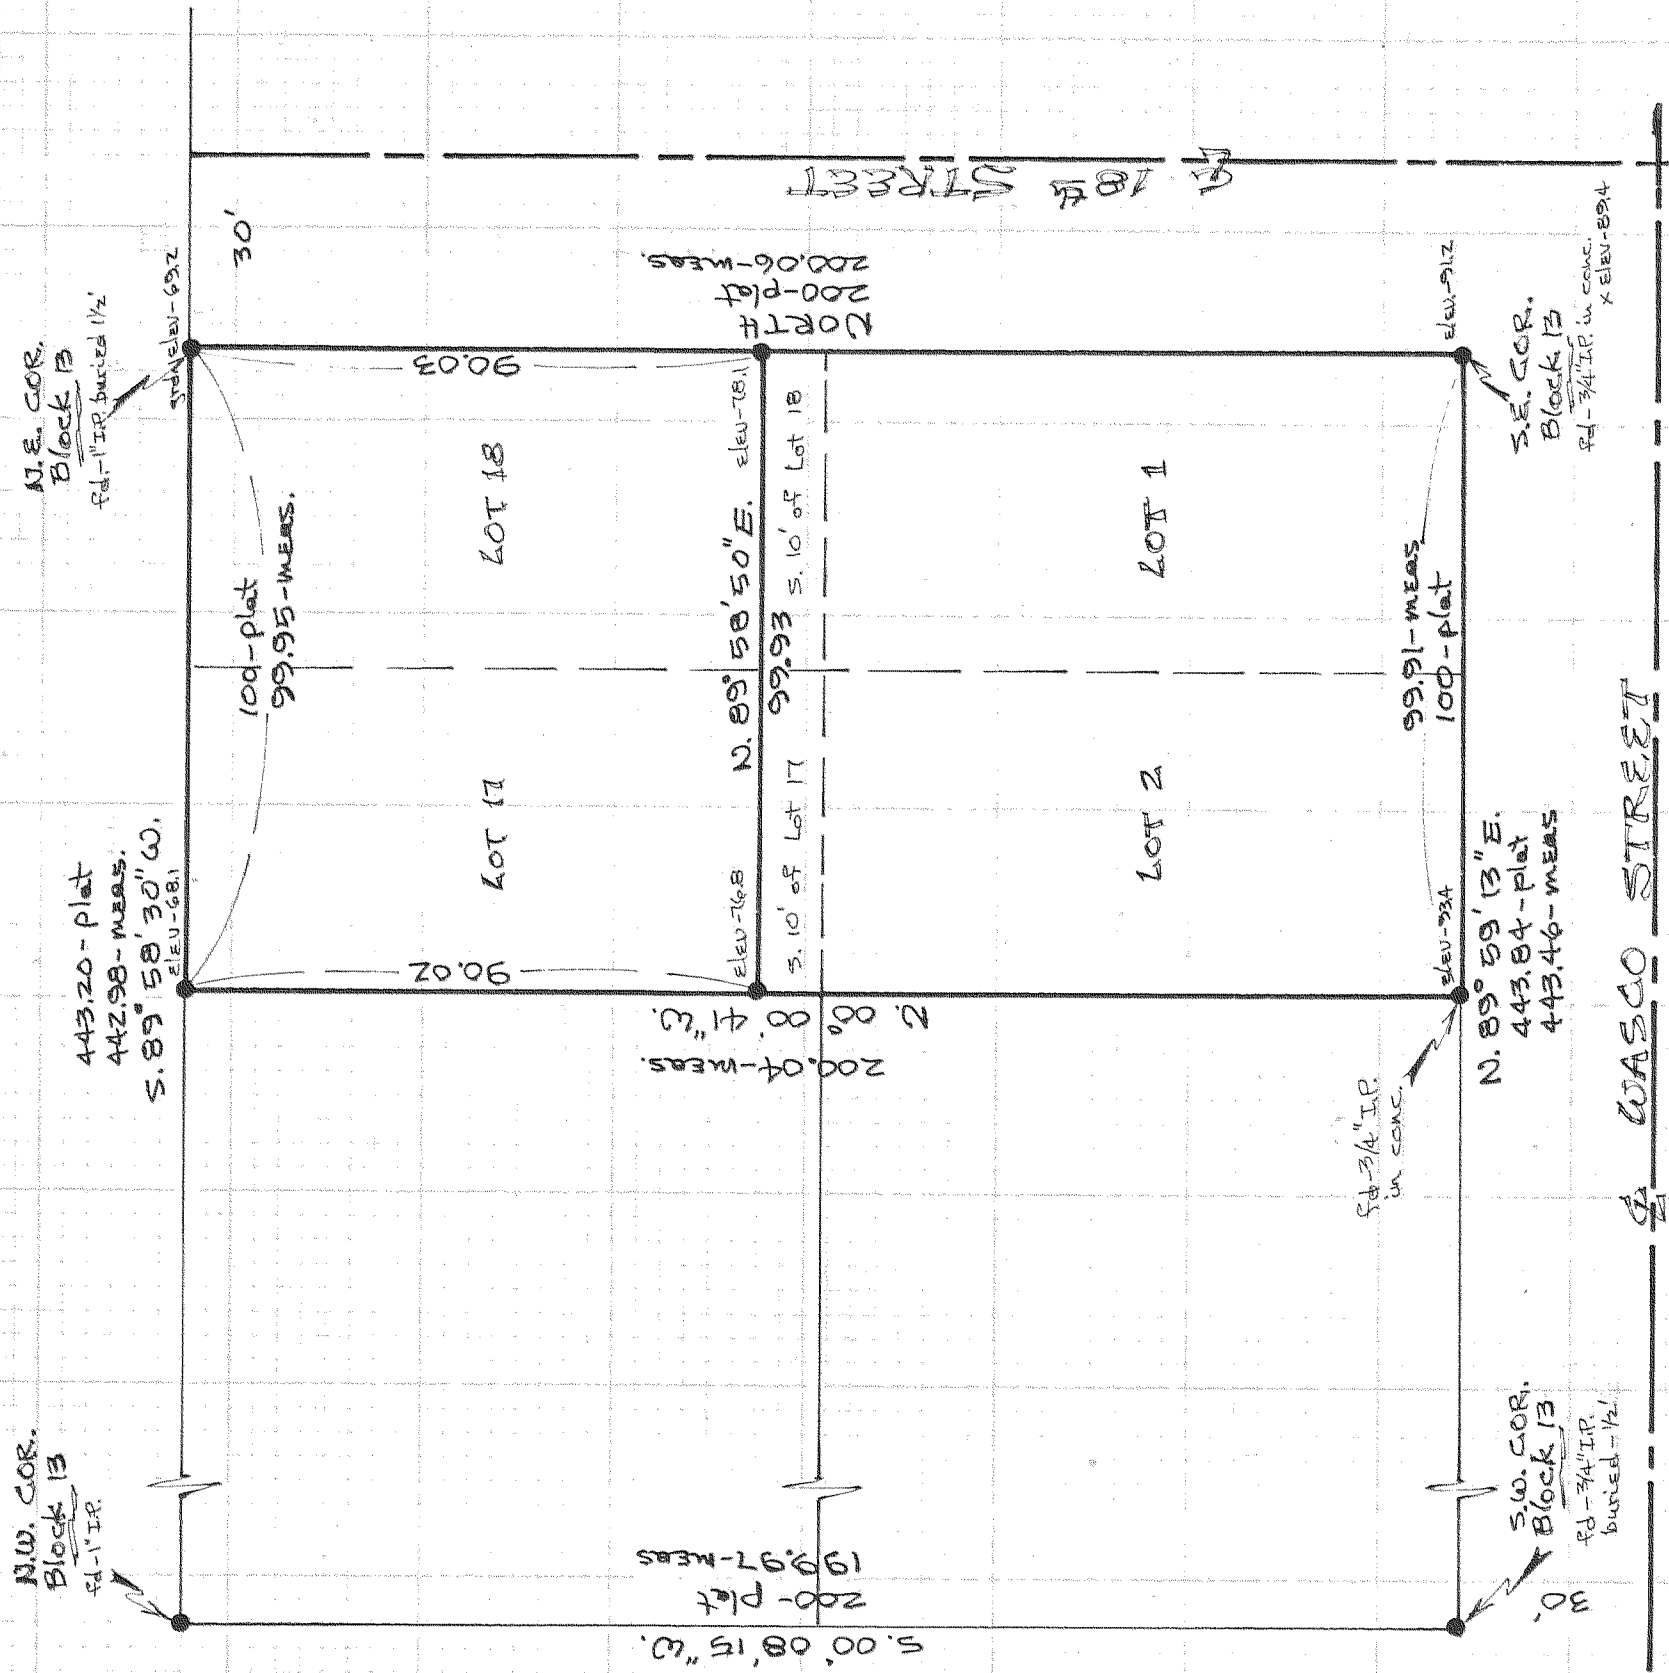 N.W. COR.
Block 13
fd-1" I.P.
443.20-plat
442.98-meas.
S. 89° 58' 30" W.
Elev-68.1
N.E. COR.
Block 13
fd.-1" I.P. buried 1½'
grd. Elev-69.2
30'
100-plat
99.95-meas.
LOT 17
LOT 18
90.02
90.03
N. 89° 58' 50" E.
99.93
Elev-76.8
Elev-78.1
S. 10' of Lot 17
S. 10' of Lot 18
LOT 2
LOT 1
NORTH
200-plat
200.06-meas.
℄ 18th STREET
N. 00° 00' 41" W.
200.04-meas.
S. 00° 08' 15" W.
200-plat
199.97-meas
99.91-meas.
100-plat
Elev-93.4
Elev.-91.2
fd-3/4" I.P.
in conc.
N. 89° 59' 13" E.
443.84-plat
443.46-meas
S.E. COR.
Block 13
fd-3/4" I.P. in conc.
x Elev-89.4
S.W. COR.
Block 13
fd-3/4" I.P.
buried-½'
30'
℄ WASCO STREET